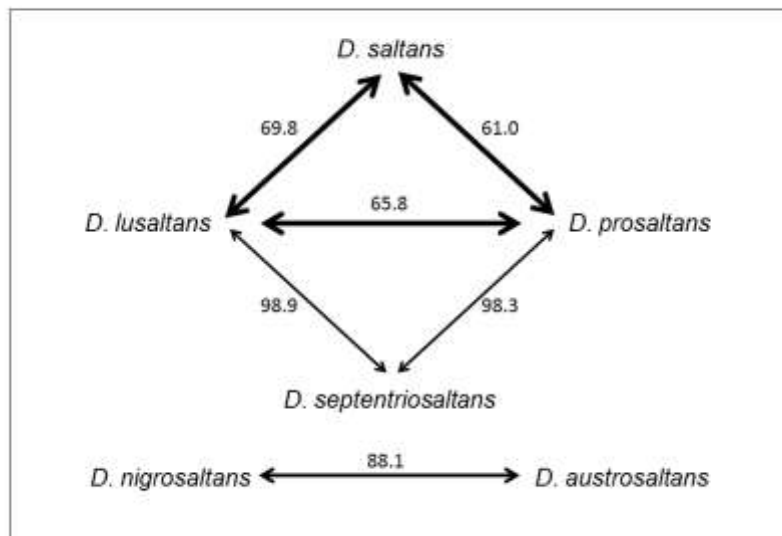 D. saltans
69.8 61.0
D. lusaltans 65.8 D. prosaltans
98.9 98.3
D. septentriosaltans
D. nigrosaltans 88.1 D. austrosaltans